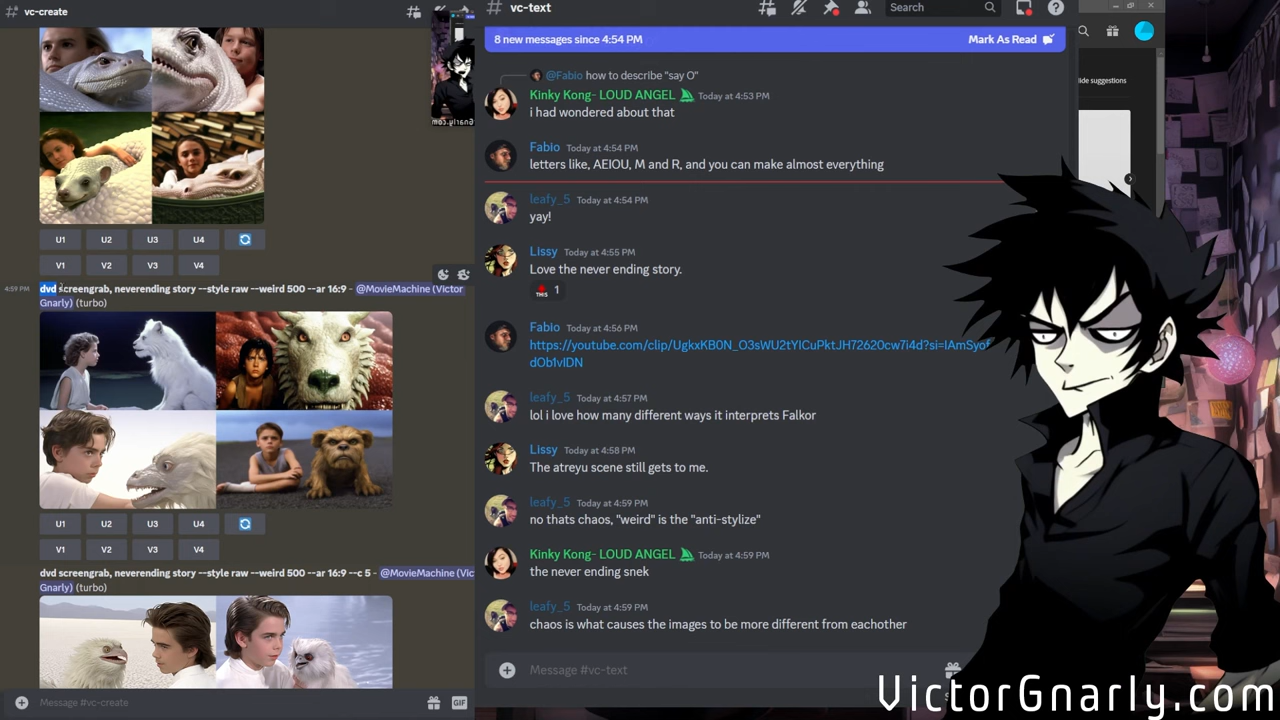 vc-create
U1 U2 U3 U4
V1 V2 V3 V4
4:59 PM
dvd screengrab, neverending story --style raw --weird 500 --ar 16:9 - @MovieMachine (Victor
Gnarly) (turbo)
U1 U2 U3 U4
V1 V2 V3 V4
dvd screengrab, neverending story --style raw --weird 500 --ar 16:9 --c 5 - @MovieMachine (Vic
Gnarly) (turbo)
Message #vc-create
GIF
vc-text
Search
8 new messages since 4:54 PM
Mark As Read
@Fabio how to describe "say O"
Kinky Kong- LOUD ANGEL Today at 4:53 PM
i had wondered about that
Fabio Today at 4:54 PM
letters like, AEIOU, M and R, and you can make almost everything
leafy_5 Today at 4:54 PM
yay!
Lissy Today at 4:55 PM
Love the never ending story.
THIS 1
Fabio Today at 4:56 PM
leafy_5 Today at 4:57 PM
lol i love how many different ways it interprets Falkor
Lissy Today at 4:58 PM
The atreyu scene still gets to me.
leafy_5 Today at 4:59 PM
no thats chaos, "weird" is the "anti-stylize"
Kinky Kong- LOUD ANGEL Today at 4:59 PM
the never ending snek
leafy_5 Today at 4:59 PM
chaos is what causes the images to be more different from eachother
Message #vc-text
ide suggestions
VictorGnarly.com